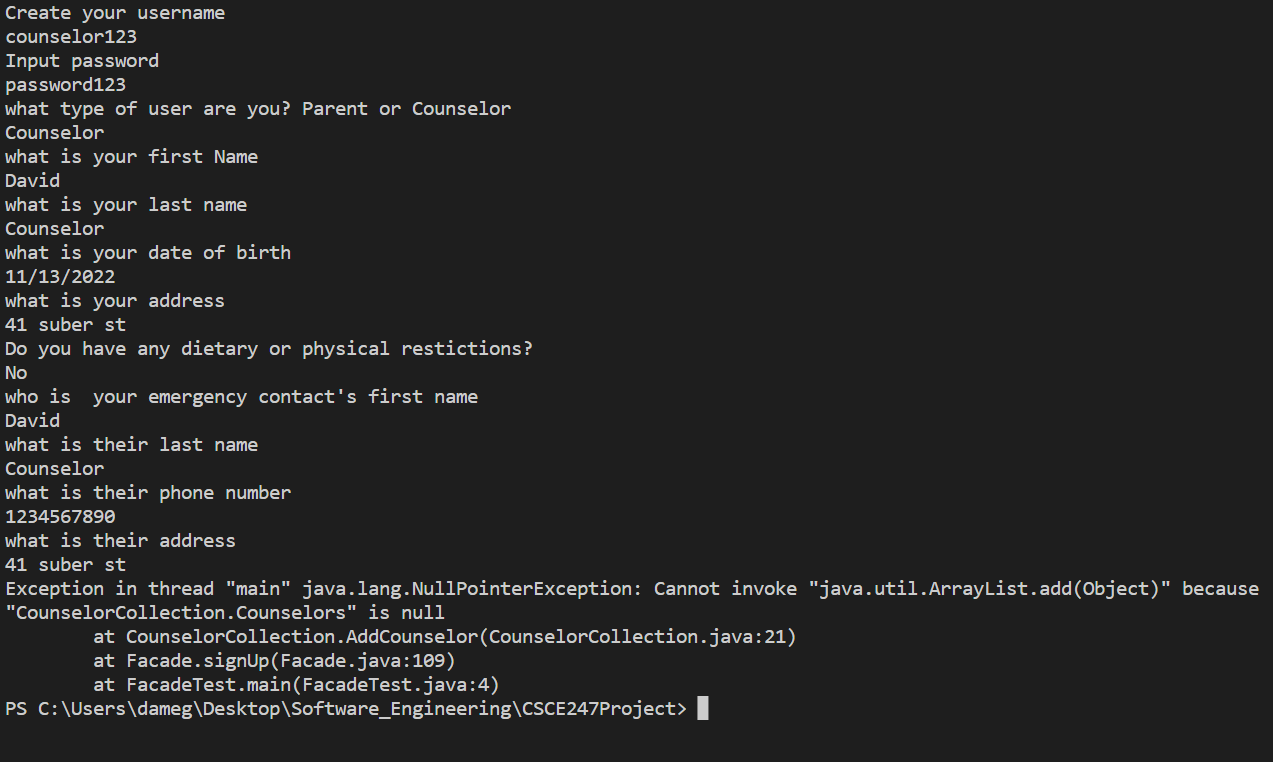 Create your username
counselor123
Input password
password123
what type of user are you? Parent or Counselor
Counselor
what is your first Name
David
what is your last name
Counselor
what is your date of birth
11/13/2022
what is your address
41 suber st
Do you have any dietary or physical restictions?
No
who is  your emergency contact's first name
David
what is their last name
Counselor
what is their phone number
1234567890
what is their address
41 suber st
Exception in thread "main" java.lang.NullPointerException: Cannot invoke "java.util.ArrayList.add(Object)" because
"CounselorCollection.Counselors" is null
        at CounselorCollection.AddCounselor(CounselorCollection.java:21)
        at Facade.signUp(Facade.java:109)
        at FacadeTest.main(FacadeTest.java:4)
PS C:\Users\dameg\Desktop\Software_Engineering\CSCE247Project>